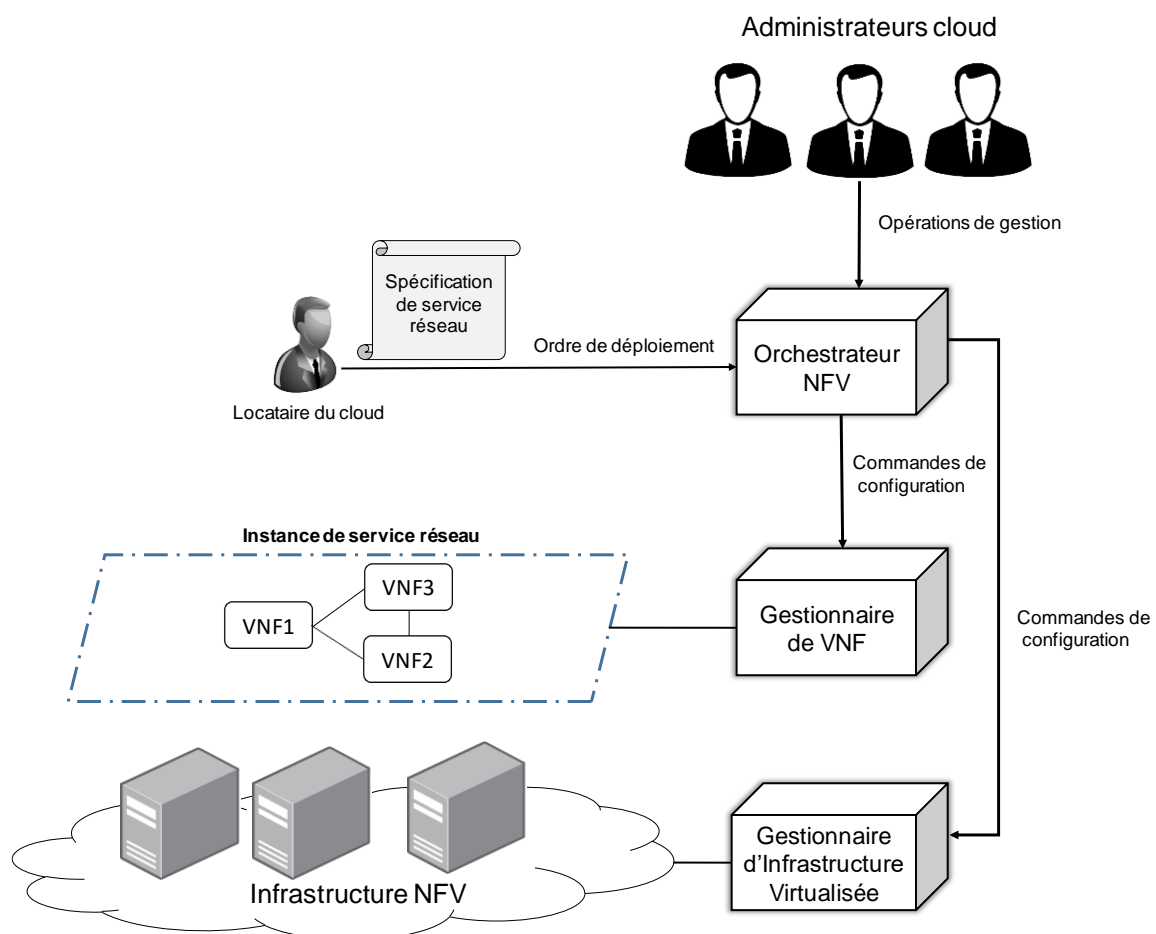 Administrateurs cloud
Opérations de gestion
Spécification
de service
réseau
Ordre de déploiement
Orchestrateur
NFV
Locataire du cloud
Commandes de
configuration
Instance de service réseau
VNF3
VNF1
VNF2
Gestionnaire
de VNF
Commandes de
configuration
Gestionnaire
d'Infrastructure
Virtualisée
Infrastructure NFV